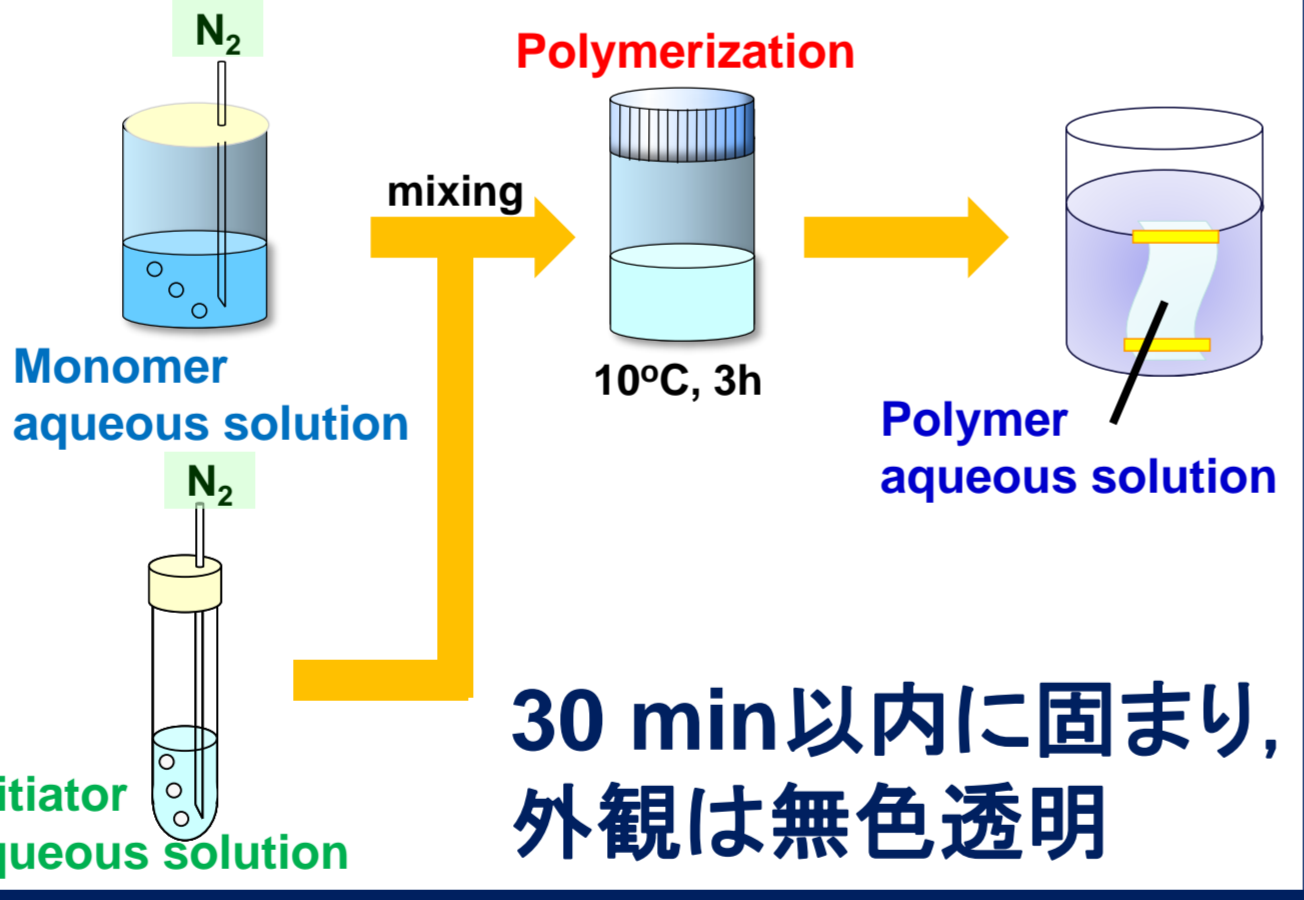 N₂
Polymerization
mixing
Monomer
aqueous solution
10ºC, 3h
Polymer
aqueous solution
N₂
itiator
queous solution
30 min以内に固まり,
外観は無色透明